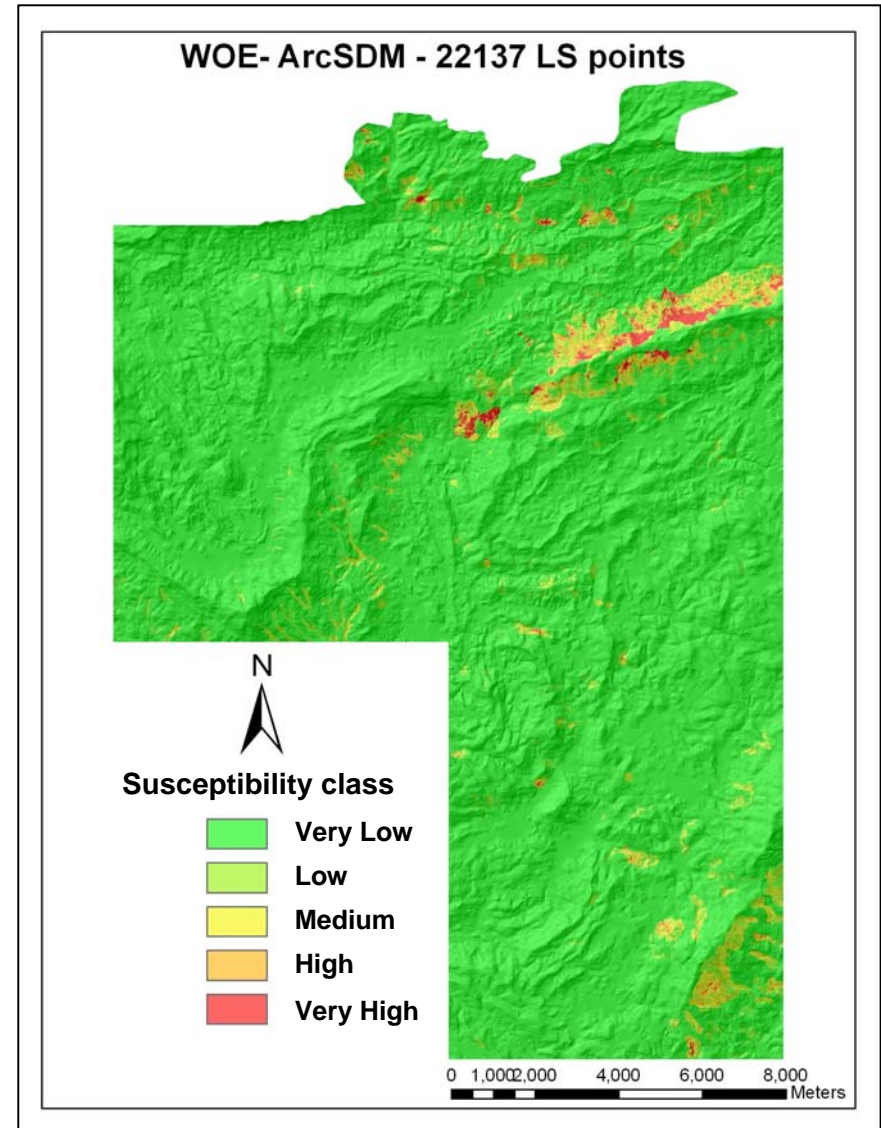 WOE- ArcSDM - 22137 LS points
N
Susceptibility class
Very Low
Low
Medium
High
Very High
0 1,000 2,000 4,000 6,000 8,000
Meters